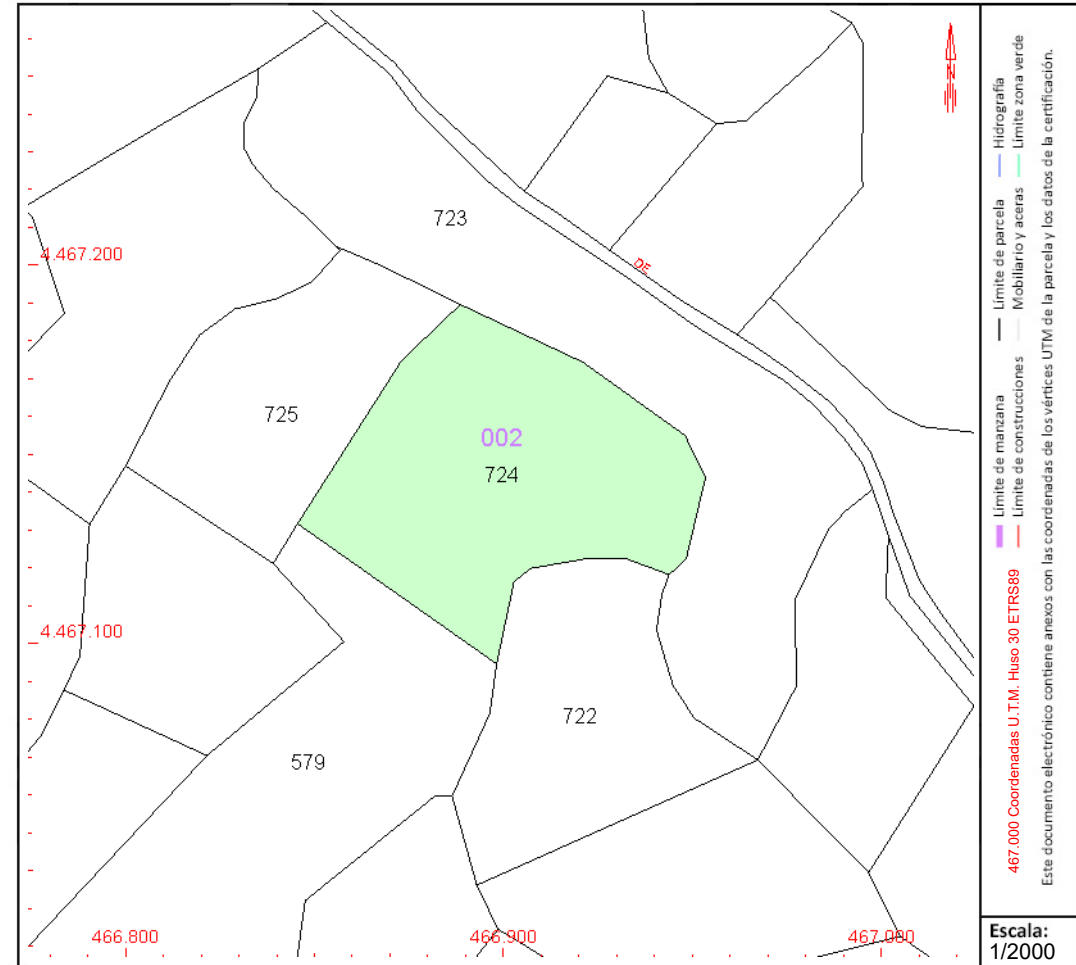 723
4.467.200
DE
725
002
724
4.467.100
722
579
466.800
466.900
467.000
N
Límite de manzana
Límite de parcela
Hidrografía
Límite de construcciones
Mobiliario y aceras
Límite zona verde
467.000 Coordenadas U.T.M. Huso 30 ETRS89
Este documento electrónico contiene anexos con las coordenadas de los vértices UTM de la parcela y los datos de la certificación.
Escala:
1/2000